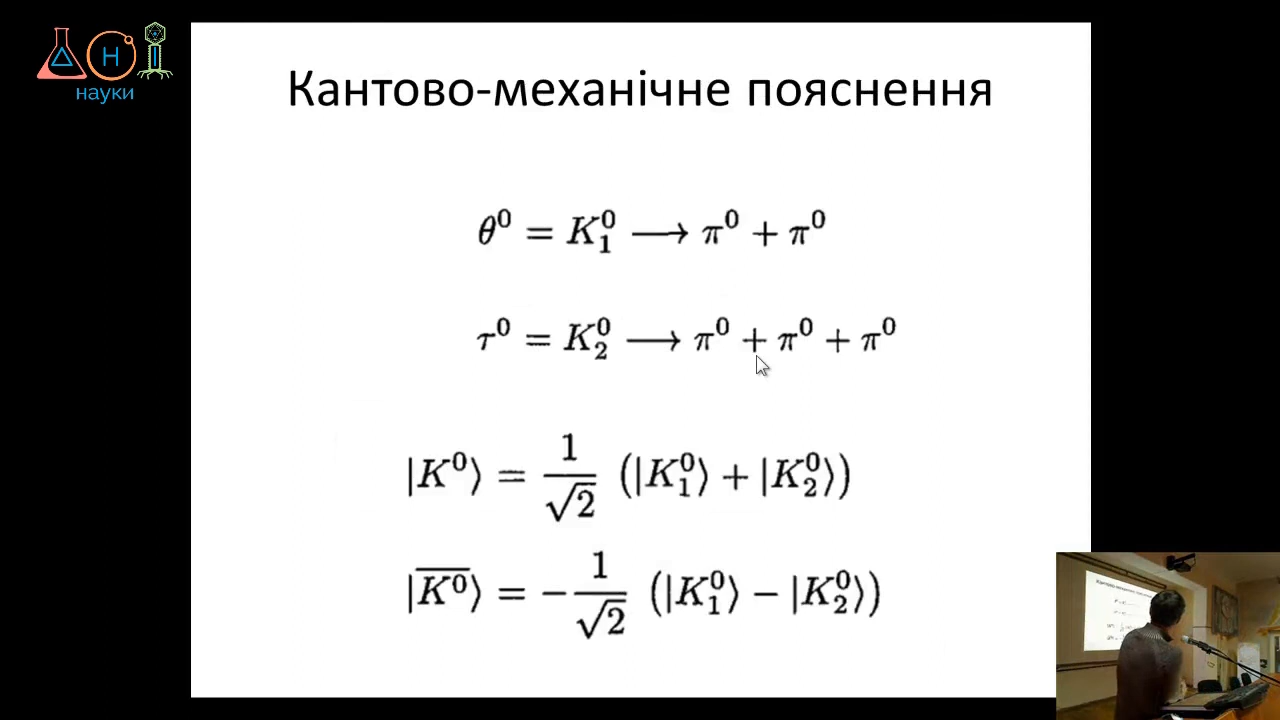 ДНІ
науки
Кантово-механічне пояснення
θ⁰ = K₁⁰ ⟶ π⁰ + π⁰
τ⁰ = K₂⁰ ⟶ π⁰ + π⁰ + π⁰
|K⁰⟩ = 1/√2 (|K₁⁰⟩ + |K₂⁰⟩)
|K̅⁰⟩ = −1/√2 (|K₁⁰⟩ − |K₂⁰⟩)